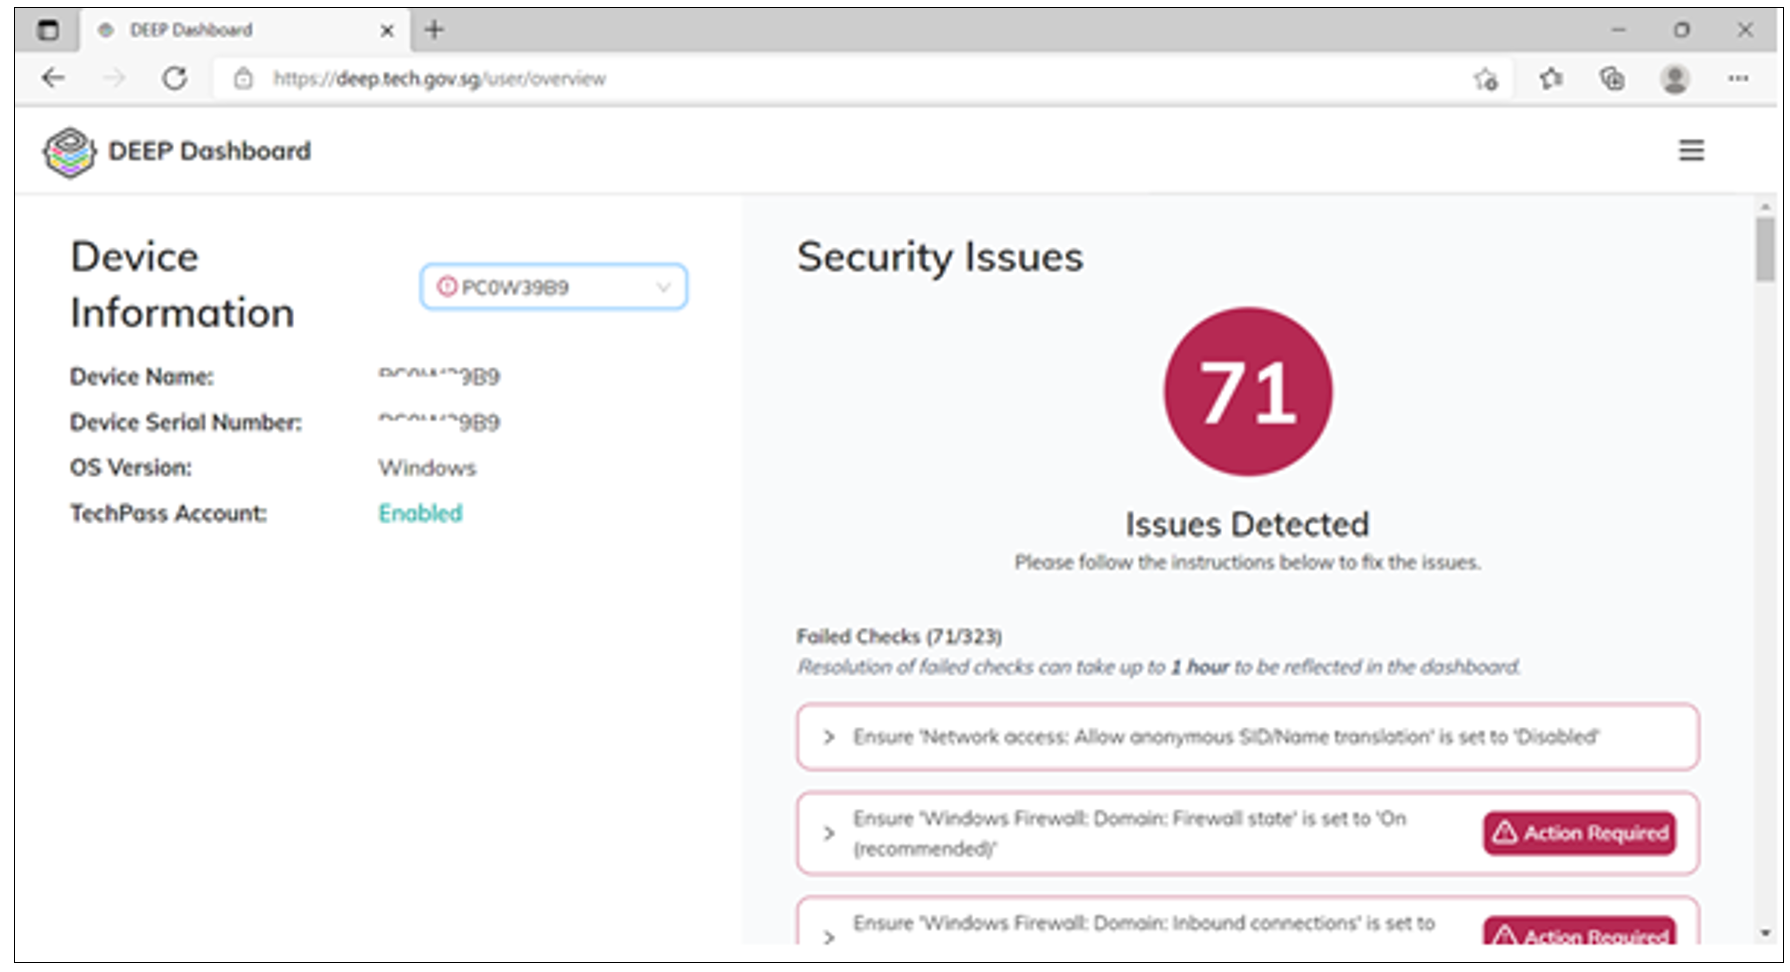 DEEP Dashboard
https://deep.tech.gov.sg/user/overview
DEEP Dashboard
Device
Information
PC0W39B9
Device Name:
Device Serial Number:
OS Version: Windows
TechPass Account: Enabled
Security Issues
71
Issues Detected
Please follow the instructions below to fix the issues.
Failed Checks (71/323)
Resolution of failed checks can take up to 1 hour to be reflected in the dashboard.
Ensure 'Network access: Allow anonymous SID/Name translation' is set to 'Disabled'
Ensure 'Windows Firewall: Domain: Firewall state' is set to 'On
(recommended)'
Action Required
Ensure 'Windows Firewall: Domain: Inbound connections' is set to
Action Required